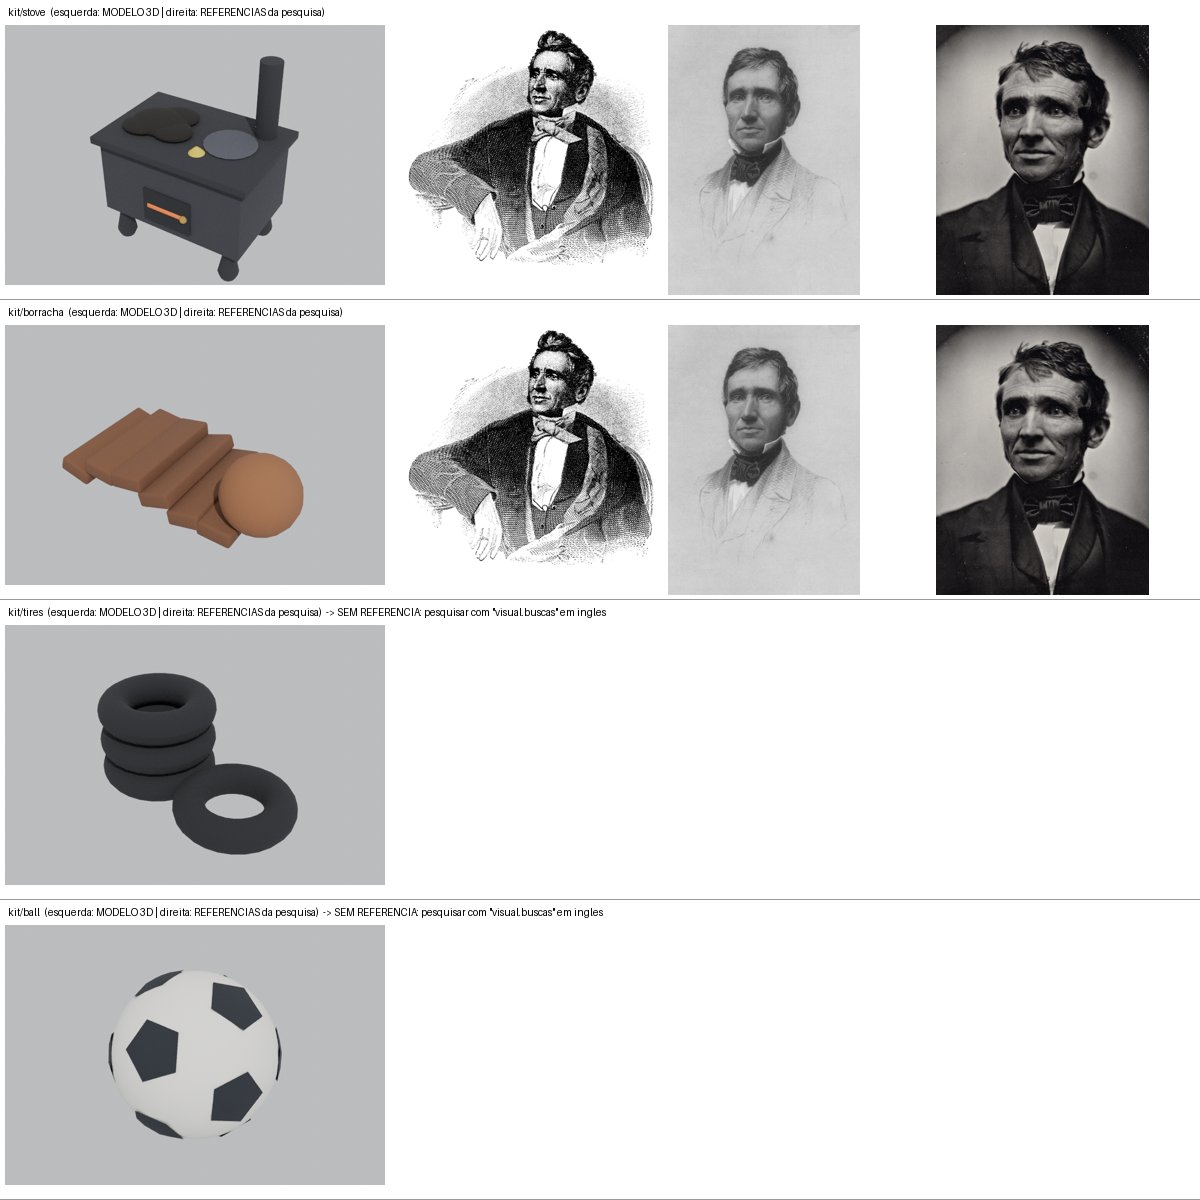 kit/stove (esquerda: MODELO 3D | direita: REFERENCIAS da pesquisa)
kit/borracha (esquerda: MODELO 3D | direita: REFERENCIAS da pesquisa)
kit/tires (esquerda: MODELO 3D | direita: REFERENCIAS da pesquisa) -> SEM REFERENCIA: pesquisar com "visual.buscas" em ingles
kit/ball (esquerda: MODELO 3D | direita: REFERENCIAS da pesquisa) -> SEM REFERENCIA: pesquisar com "visual.buscas" em ingles